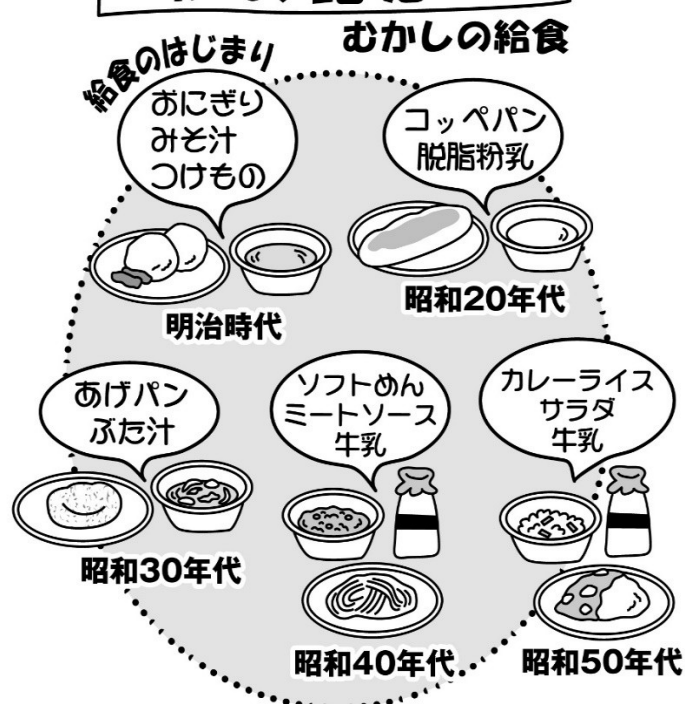 むかしの給食
給食のはじまり
おにぎり
みそ汁
つけもの
明治時代
コッペパン
脱脂粉乳
昭和20年代
あげパン
ぶた汁
昭和30年代
ソフトめん
ミートソース
牛乳
昭和40年代
カレーライス
サラダ
牛乳
昭和50年代